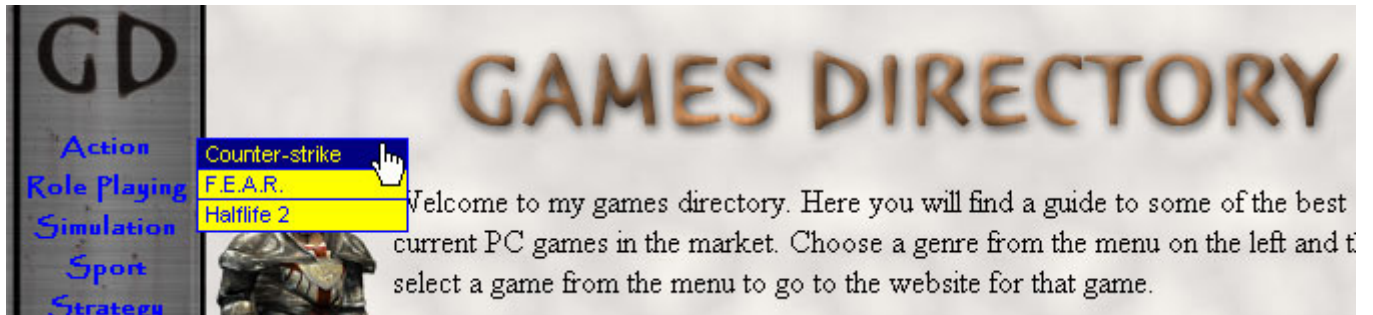 GD
GAMES DIRECTORY
Action
Role Playing
Simulation
Sport
Strategy
Counter-strike
F.E.A.R.
Halflife 2
Welcome to my games directory. Here you will find a guide to some of the best
current PC games in the market. Choose a genre from the menu on the left and
select a game from the menu to go to the website for that game.